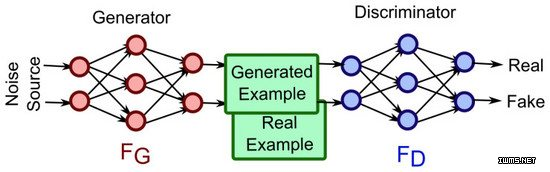 Generator
Discriminator
Noise
Source
Generated
Example
Real
Example
Real
Fake
FG
FD
IWMS.NET